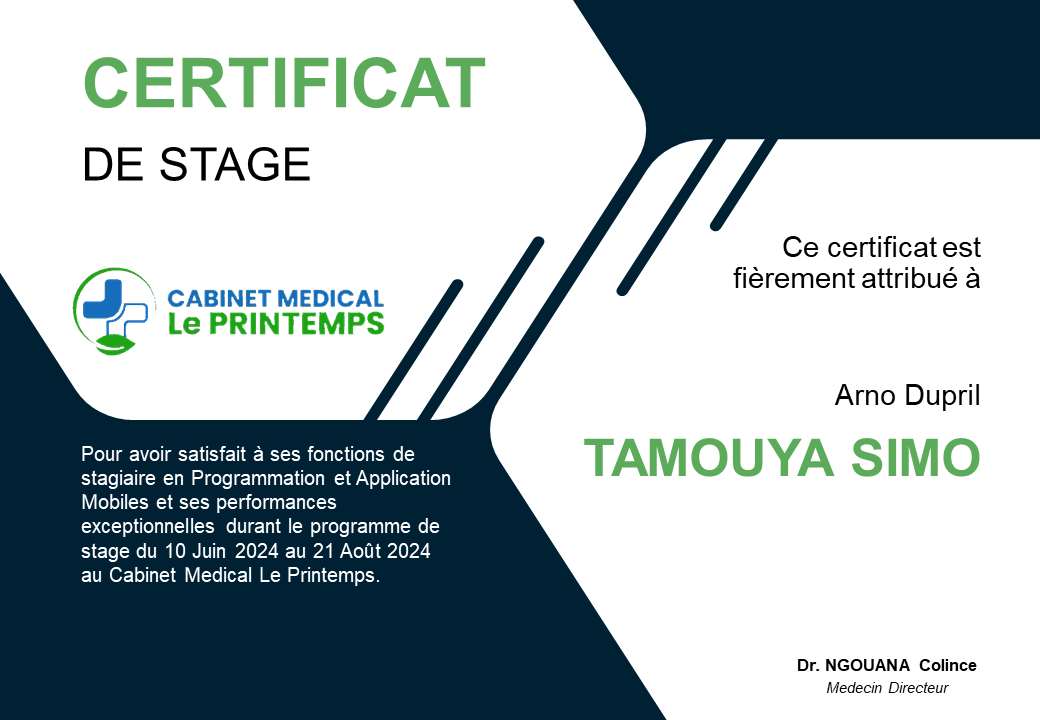 CERTIFICAT
DE STAGE
CABINET MEDICAL
Le PRINTEMPS
Ce certificat est
fièrement attribué à
Arno Dupril
TAMOUYA SIMO
Pour avoir satisfait à ses fonctions de
stagiaire en Programmation et Application
Mobiles et ses performances
exceptionnelles durant le programme de
stage du 10 Juin 2024 au 21 Août 2024
au Cabinet Medical Le Printemps.
Dr. NGOUANA Colince
Medecin Directeur